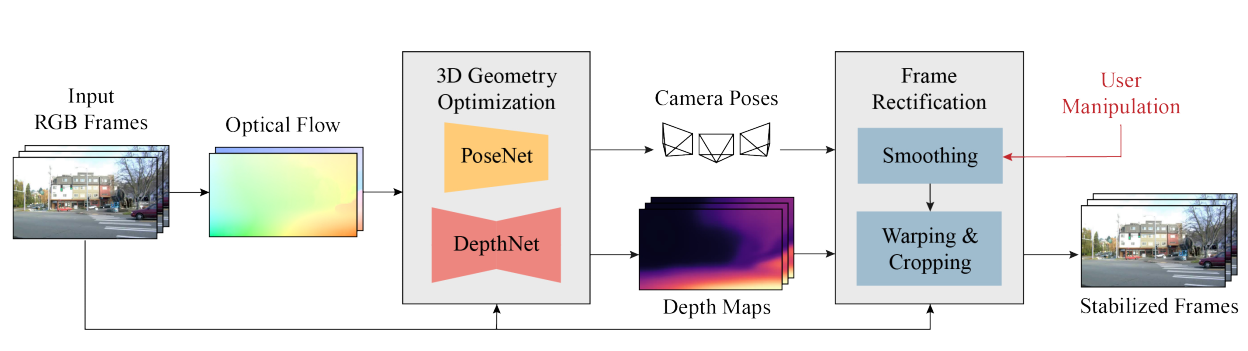 Input
RGB Frames
Optical Flow
3D Geometry
Optimization
PoseNet
DepthNet
Camera Poses
Depth Maps
Frame
Rectification
Smoothing
Warping &
Cropping
User
Manipulation
Stabilized Frames